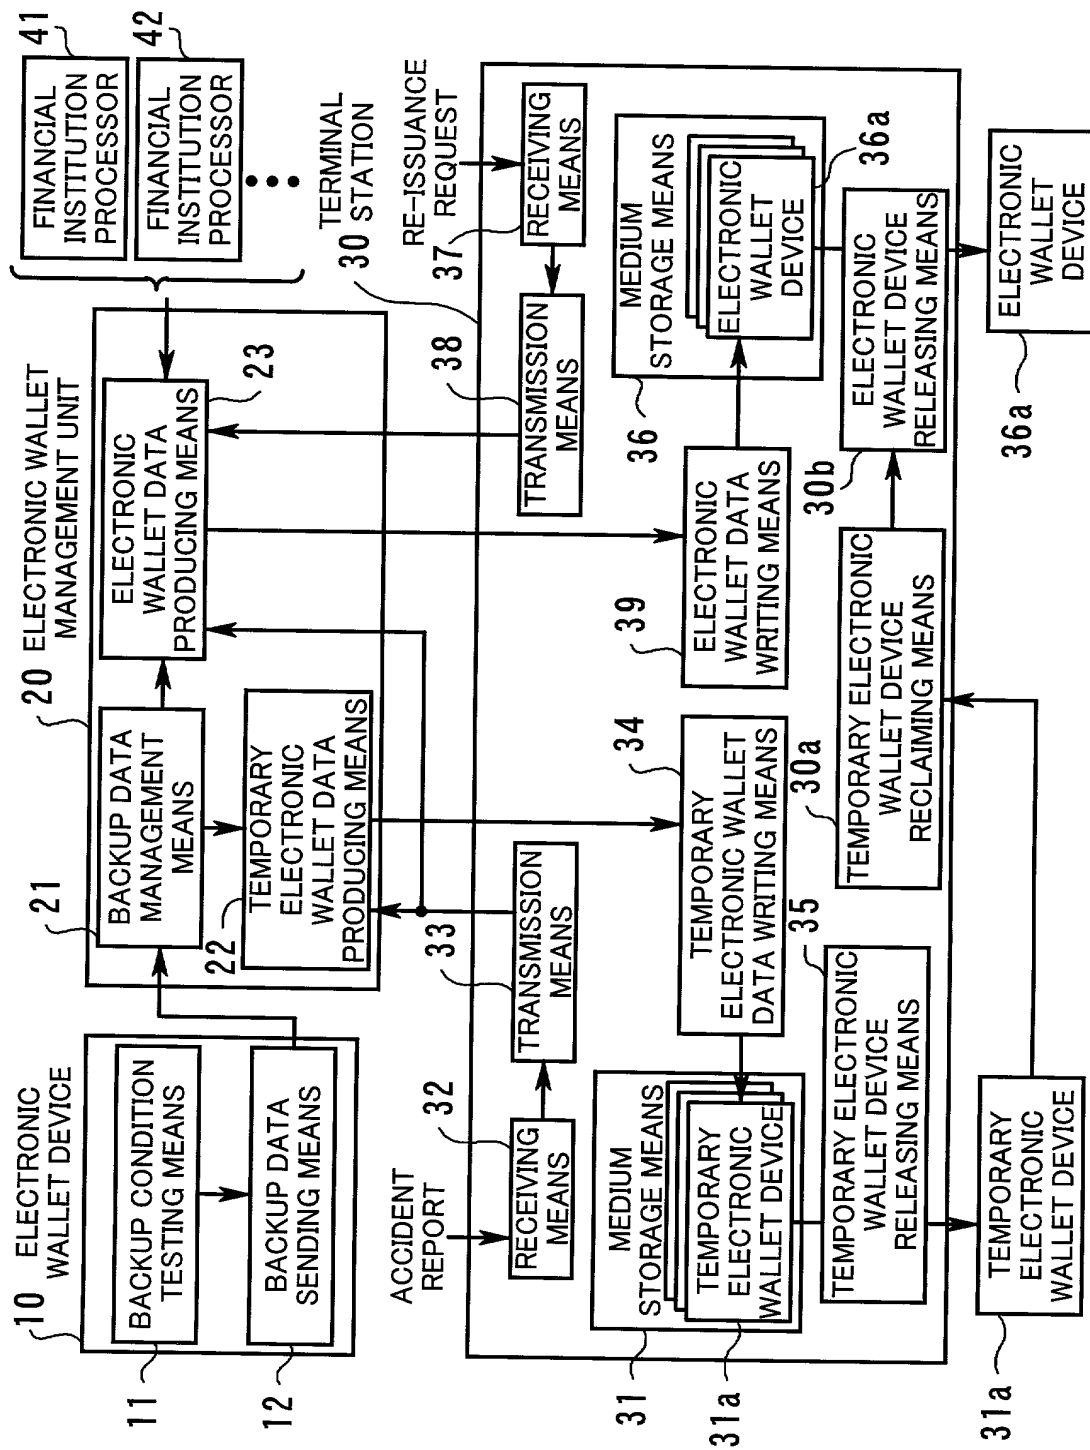 10 ELECTRONIC
WALLET DEVICE
11
BACKUP CONDITION
TESTING MEANS
12
BACKUP DATA
SENDING MEANS
20 ELECTRONIC WALLET
MANAGEMENT UNIT
21
BACKUP DATA
MANAGEMENT
MEANS
22
TEMPORARY
ELECTRONIC
WALLET DATA
PRODUCING MEANS
ELECTRONIC
WALLET DATA
PRODUCING MEANS
23
FINANCIAL
INSTITUTION
PROCESSOR
41
FINANCIAL
INSTITUTION
PROCESSOR
42
TERMINAL
30 STATION
ACCIDENT
REPORT
32
RECEIVING
MEANS
33
TRANSMISSION
MEANS
38
TRANSMISSION
MEANS
RE-ISSUANCE
REQUEST
37
RECEIVING
MEANS
31
MEDIUM
STORAGE MEANS
TEMPORARY
ELECTRONIC
WALLET DEVICE
31a
34
TEMPORARY
ELECTRONIC WALLET
DATA WRITING MEANS
39
ELECTRONIC
WALLET DATA
WRITING MEANS
36
MEDIUM
STORAGE MEANS
ELECTRONIC
WALLET
DEVICE
36a
35
TEMPORARY ELECTRONIC
WALLET DEVICE
RELEASING MEANS
30a
TEMPORARY ELECTRONIC
WALLET DEVICE
RECLAIMING MEANS
30b
ELECTRONIC
WALLET DEVICE
RELEASING MEANS
31a
TEMPORARY
ELECTRONIC
WALLET DEVICE
36a
ELECTRONIC
WALLET
DEVICE